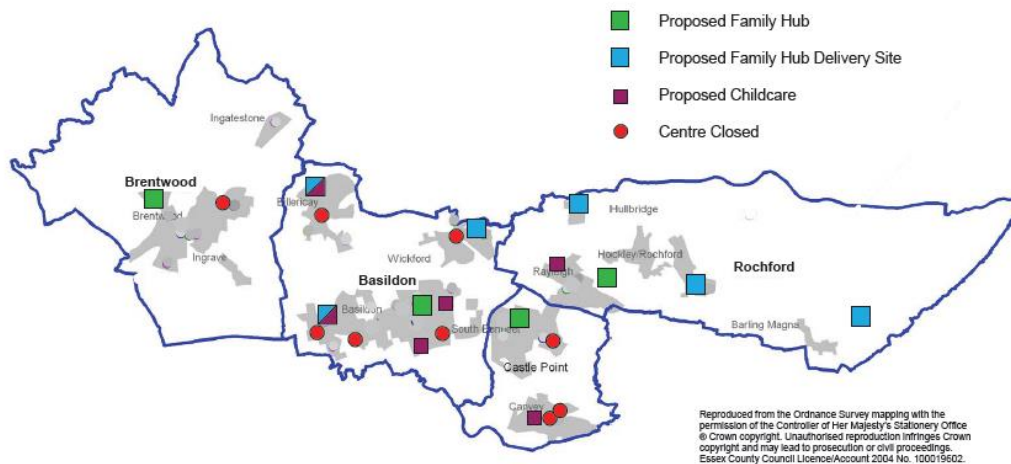 Proposed Family Hub
Proposed Family Hub Delivery Site
Proposed Childcare
Centre Closed
Ingatestone
Brentwood
Brentwood
Ingrave
Billericay
Wickford
Basildon
Basildon
South Benfleet
Hullbridge
Hockley/Rochford
Rayleigh
Rochford
Barling Magna
Castle Point
Canvey
Reproduced from the Ordnance Survey mapping with the
permission of the Controller of Her Majesty's Stationery Office
© Crown copyright. Unauthorised reproduction infringes Crown
copyright and may lead to prosecution or civil proceedings.
Essex County Council Licence/Account 2004 No. 100019602.